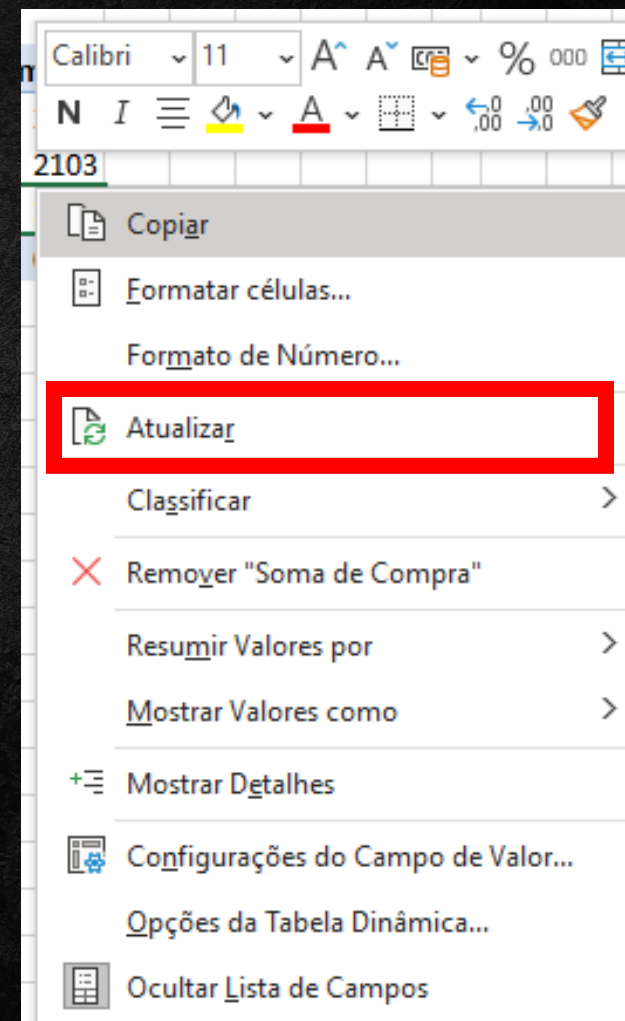 Calibri 11 A A % 000
N I A ,00 ,00
2103
Copiar
Formatar células...
Formato de Número...
Atualizar
Classificar
Remover "Soma de Compra"
Resumir Valores por
Mostrar Valores como
Mostrar Detalhes
Configurações do Campo de Valor...
Opções da Tabela Dinâmica...
Ocultar Lista de Campos